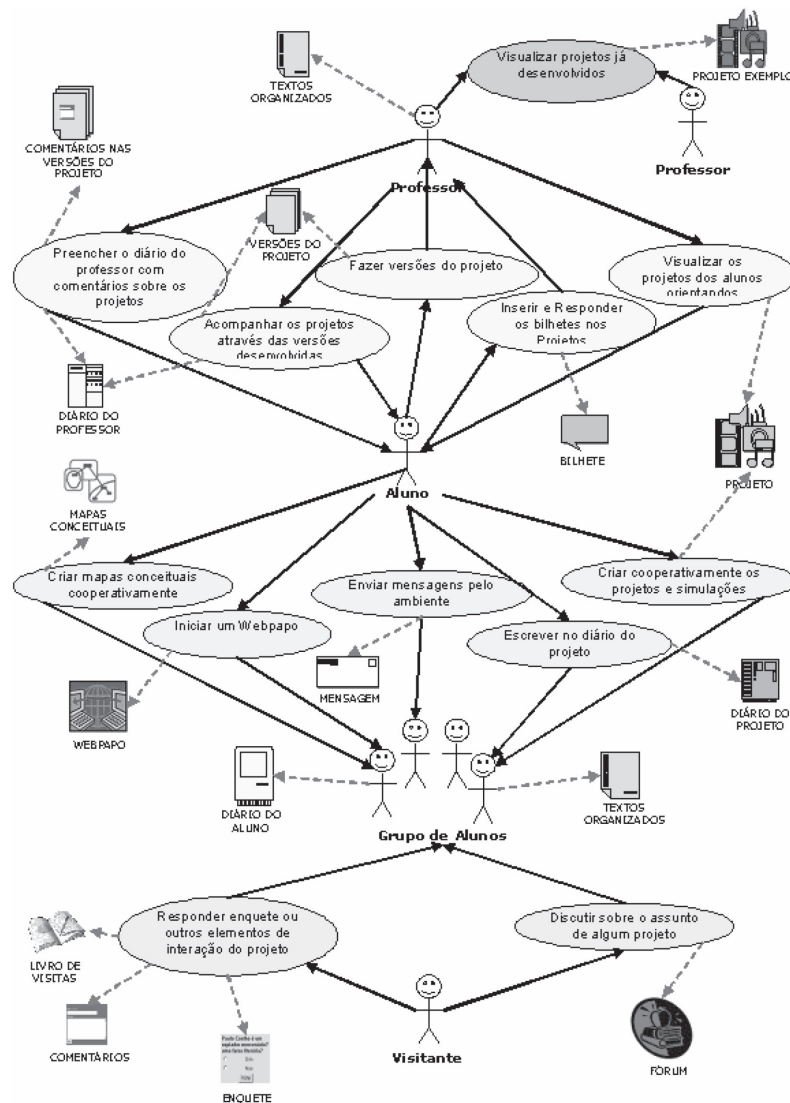 Visualizar projetos já
desenvolvidos
PROJETO EXEMPLO
TEXTOS
ORGANIZADOS
Professor
COMENTÁRIOS NAS
VERSÕES DO
PROJETO
Professor
VERSÕES DO
PROJETO
Preencher o diário do
professor com
comentários sobre os
projetos
Fazer versões do projeto
Visualizar os
projetos dos alunos
orientandos
Acompanhar os projetos
através das versões
desenvolvidas
Inserir e Responder
os bilhetes nos
Projetos
DIÁRIO DO
PROFESSOR
BILHETE
PROJETO
Aluno
MAPAS
CONCEITUAIS
Criar mapas conceituais
cooperativamente
Enviar mensagens pelo
ambiente
Criar cooperativamente os
projetos e simulações
Iniciar um Webpapo
Escrever no diário do
projeto
MENSAGEM
WEBPAPO
DIÁRIO DO
PROJETO
DIÁRIO DO
ALUNO
TEXTOS
ORGANIZADOS
Grupo de Alunos
Responder enquete ou
outros elementos de
interação do projeto
Discutir sobre o assunto
de algum projeto
LIVRO DE
VISITAS
COMENTÁRIOS
Visitante
FÓRUM
ENQUETE